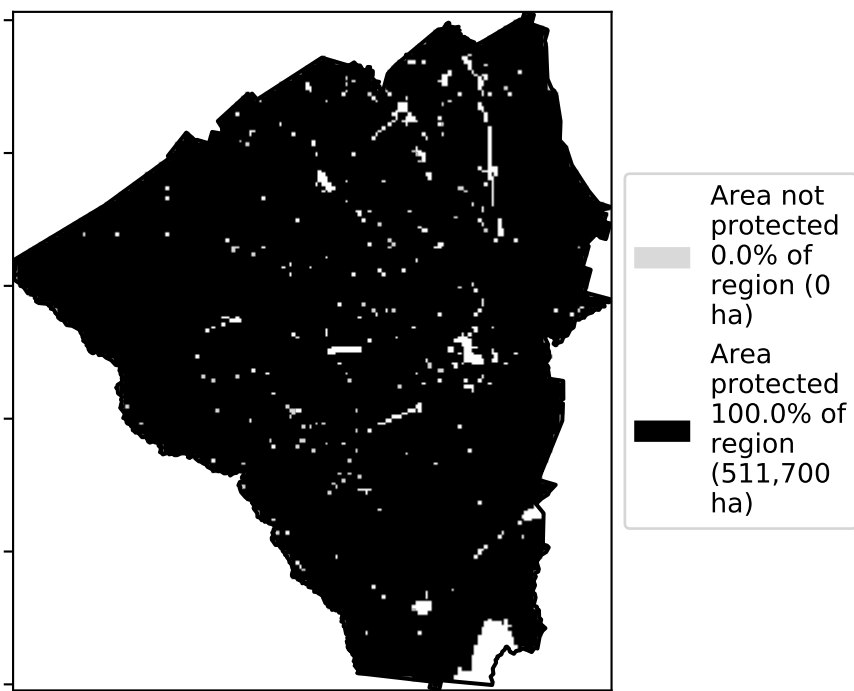 Area not
protected
0.0% of
region (0
ha)
Area
protected
100.0% of
region
(511,700
ha)